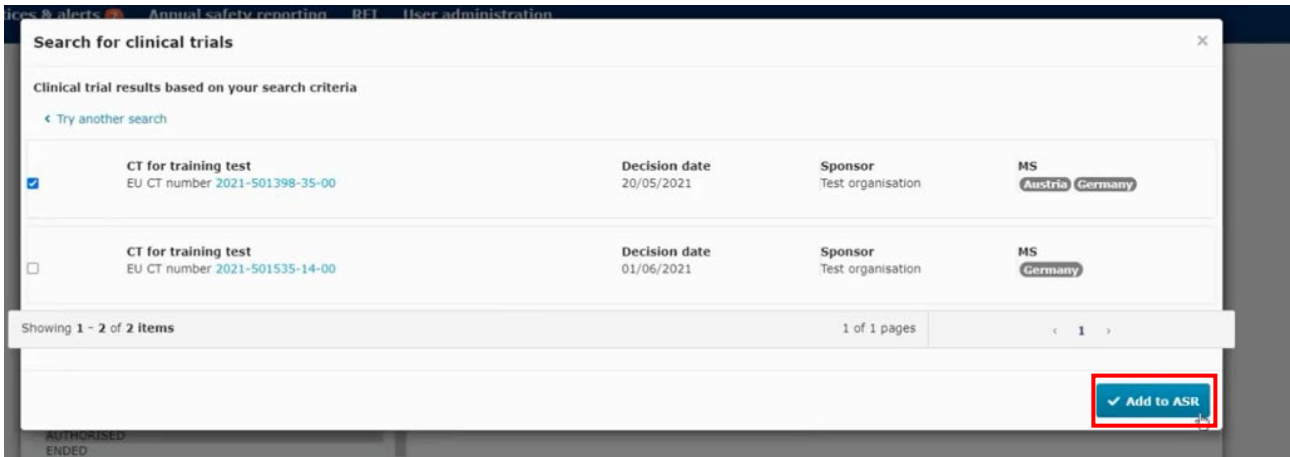 ices & alerts Annual safety reporting RFI User administration
Search for clinical trials ×
Clinical trial results based on your search criteria
‹ Try another search
CT for training test Decision date Sponsor MS
EU CT number 2021-501398-35-00 20/05/2021 Test organisation Austria Germany
CT for training test Decision date Sponsor MS
EU CT number 2021-501535-14-00 01/06/2021 Test organisation Germany
Showing 1 - 2 of 2 items 1 of 1 pages ‹ 1 ›
✓ Add to ASR
AUTHORISED
ENDED